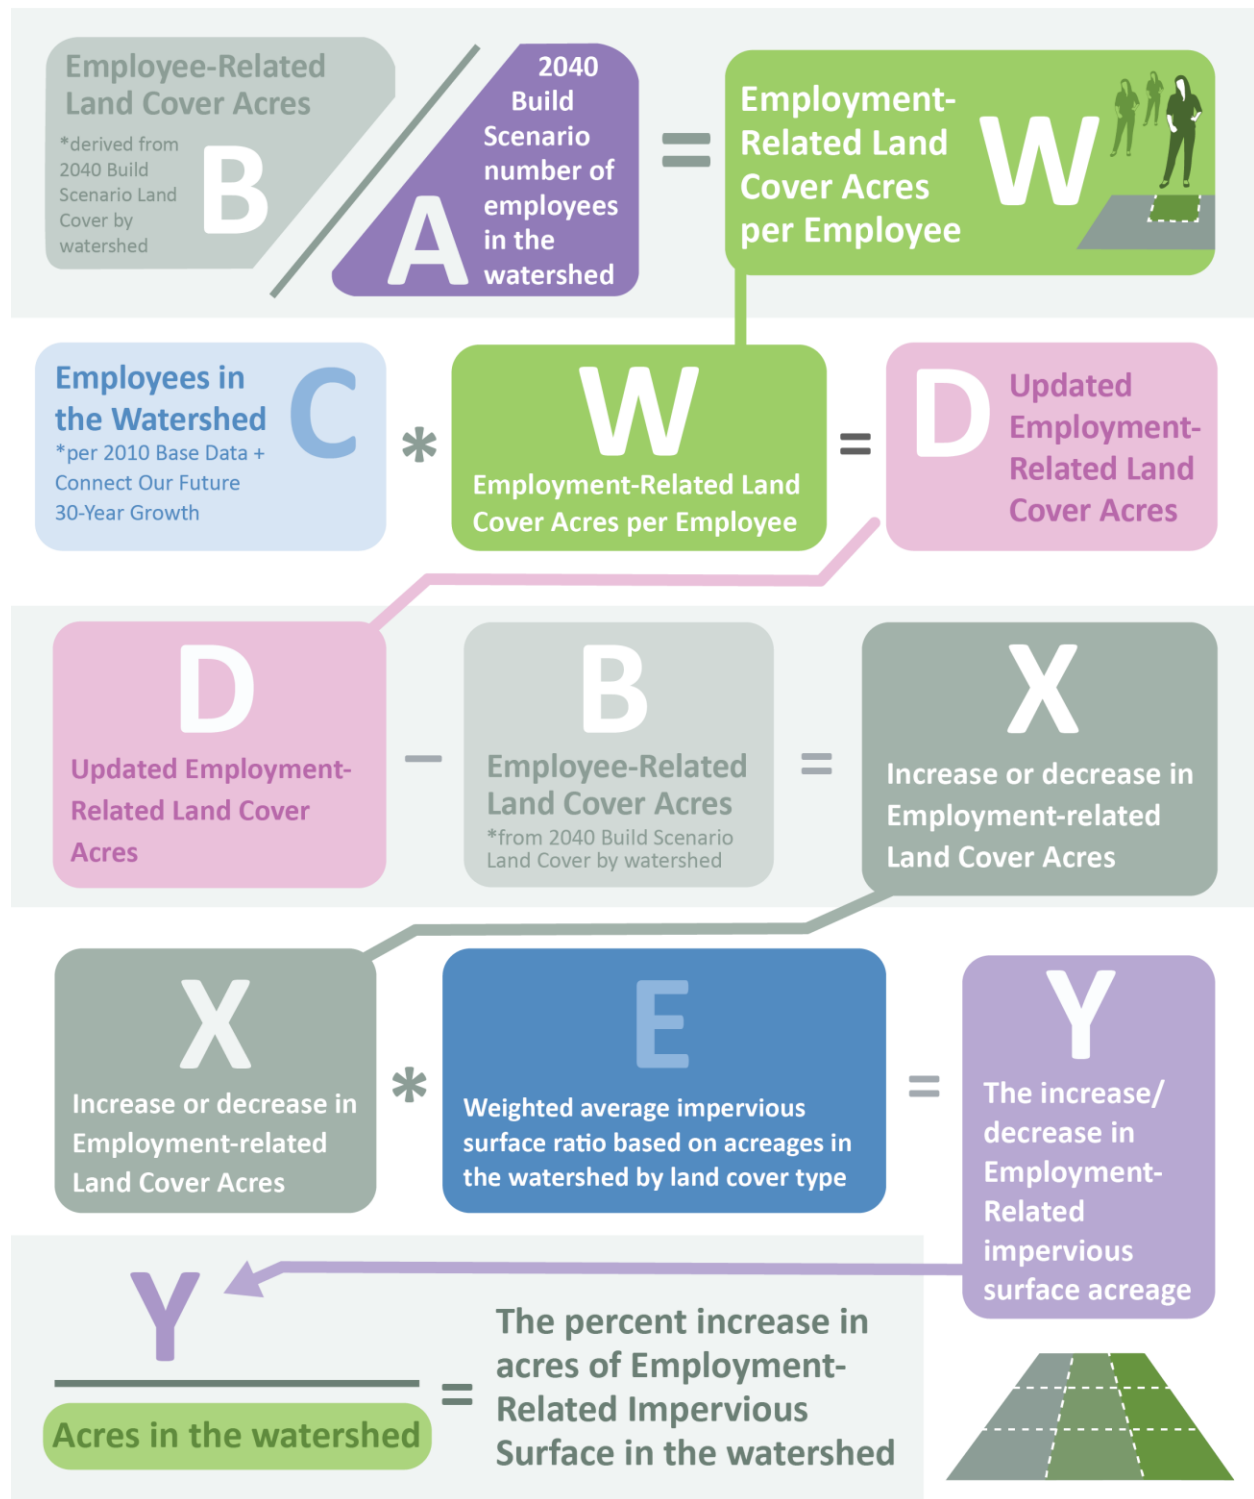 Employee-Related
Land Cover Acres
*derived from
2040 Build
Scenario Land
Cover by
watershed
B
/
A
2040
Build
Scenario
number of
employees
in the
watershed
=
Employment-
Related Land
Cover Acres
per Employee
W
Employees in
the Watershed
*per 2010 Base Data +
Connect Our Future
30-Year Growth
C
*
W
Employment-Related Land
Cover Acres per Employee
=
D
Updated
Employment-
Related Land
Cover Acres
D
Updated Employment-
Related Land Cover
Acres
–
B
Employee-Related
Land Cover Acres
*from 2040 Build Scenario
Land Cover by watershed
=
X
Increase or decrease in
Employment-related
Land Cover Acres
X
Increase or decrease in
Employment-related
Land Cover Acres
*
E
Weighted average impervious
surface ratio based on acreages in
the watershed by land cover type
=
Y
The increase/
decrease in
Employment-
Related
impervious
surface acreage
Y
Acres in the watershed
=
The percent increase in
acres of Employment-
Related Impervious
Surface in the watershed